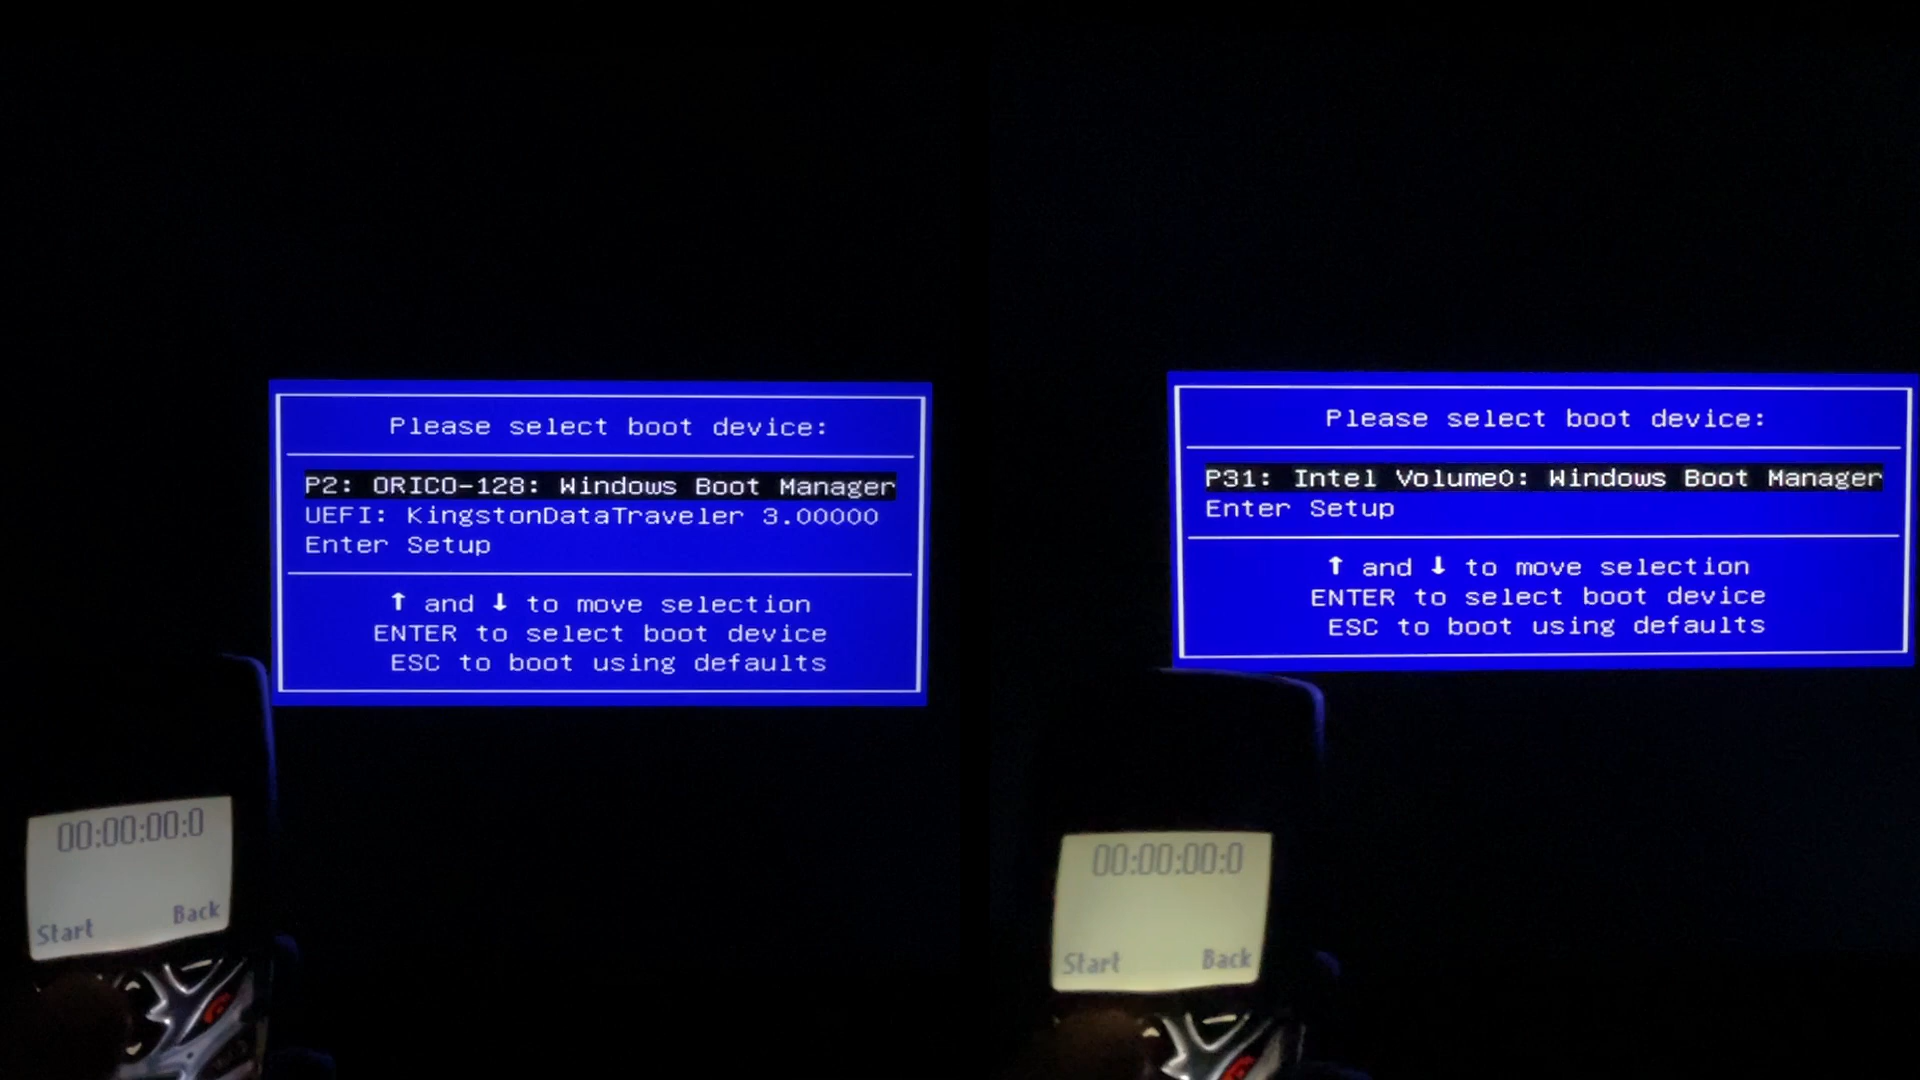 Please select boot device:
P2: ORICO-128: Windows Boot Manager
UEFI: KingstonDataTraveler 3.00000
Enter Setup
↑ and ↓ to move selection
ENTER to select boot device
ESC to boot using defaults
00:00:00:0
Start
Back
Please select boot device:
P31: Intel Volume0: Windows Boot Manager
Enter Setup
↑ and ↓ to move selection
ENTER to select boot device
ESC to boot using defaults
00:00:00:0
Start
Back